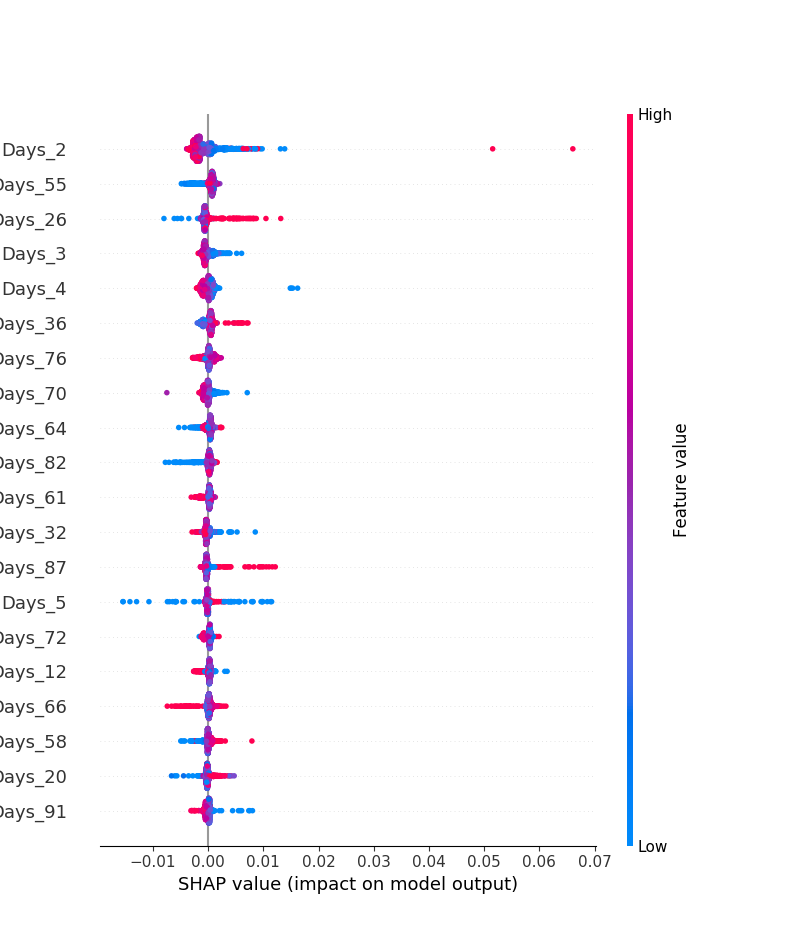 High
Days_2
Days_55
Days_26
Days_3
Days_4
Days_36
Days_76
Days_70
Days_64
Days_82
Days_61
Days_32
Days_87
Days_5
Days_72
Days_12
Days_66
Days_58
Days_20
Days_91
Feature value
Low
−0.01 0.00 0.01 0.02 0.03 0.04 0.05 0.06 0.07
SHAP value (impact on model output)